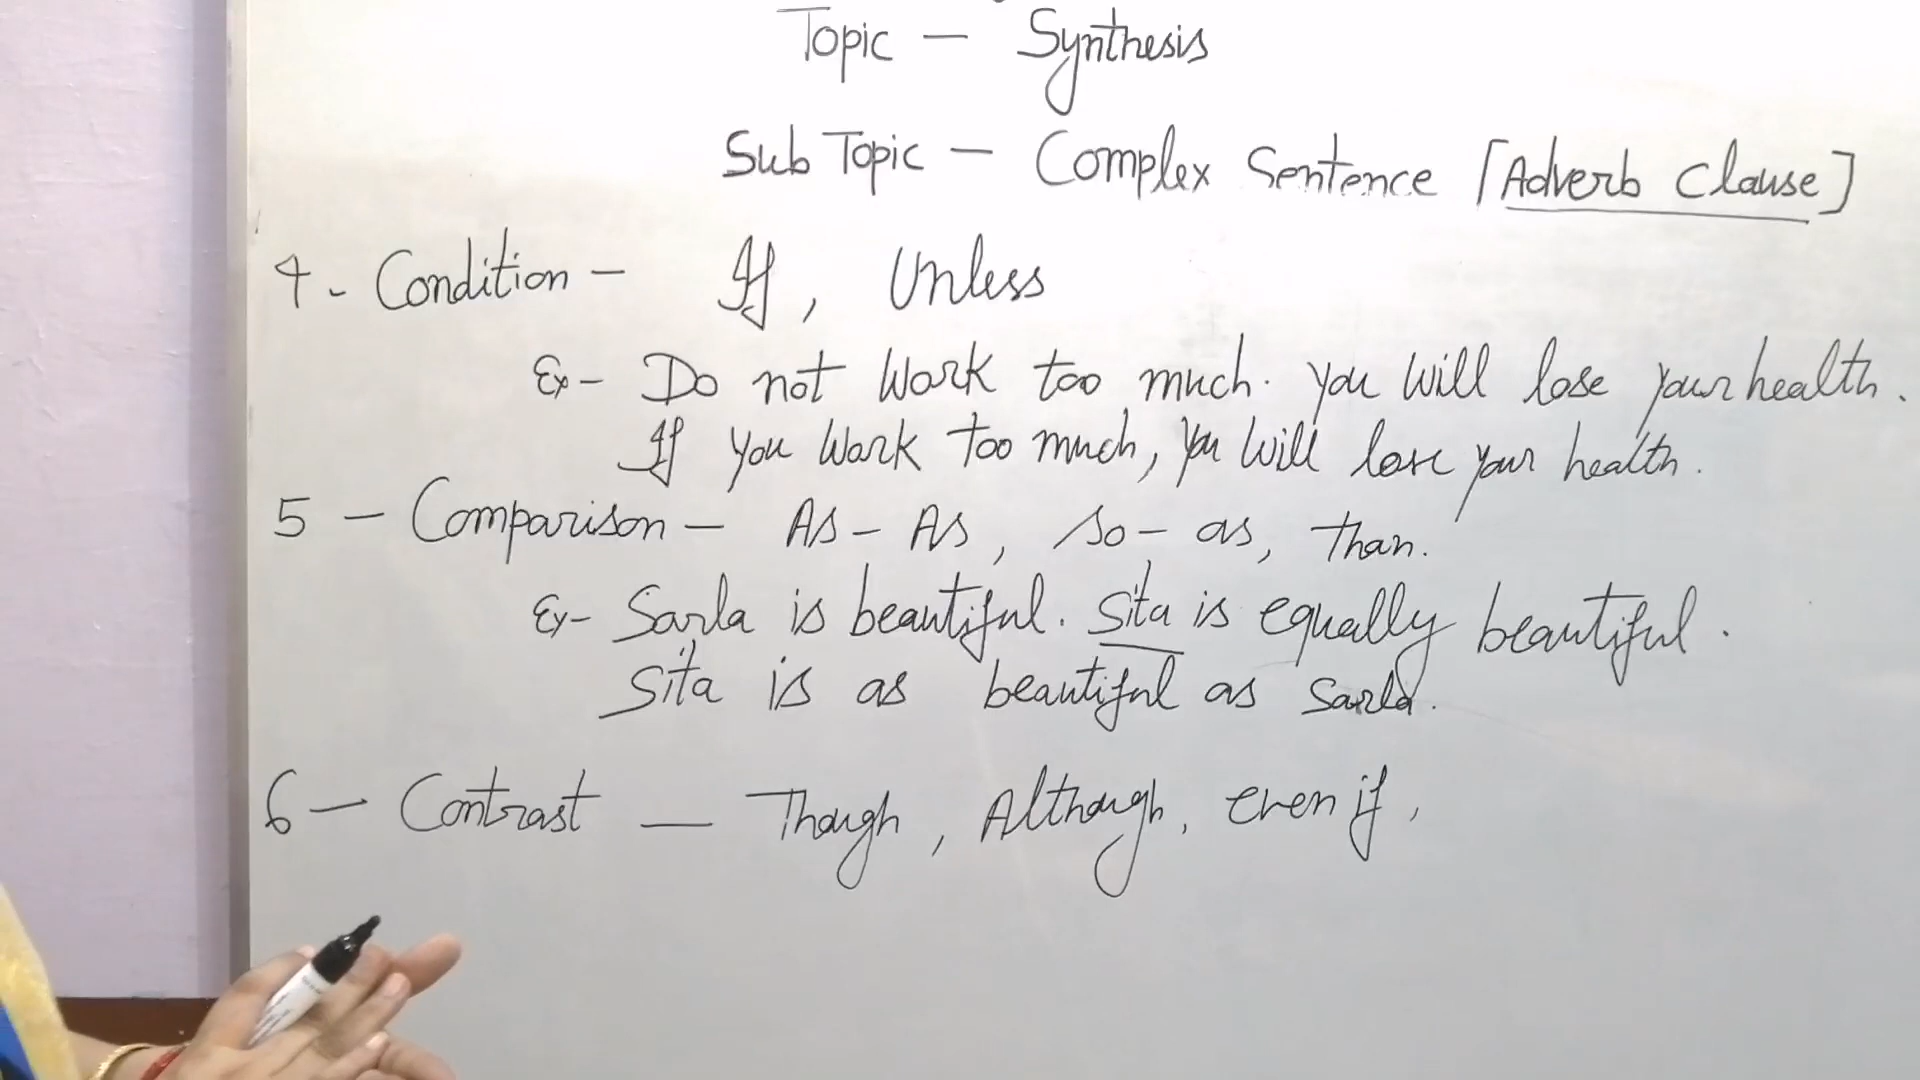 Topic — Synthesis
Sub Topic — Complex Sentence [Adverb Clause]
4 - Condition — If, Unless
Ex - Do not work too much. you will lose your health.
If you work too much, you will lose your health.
5 — Comparison — As - As, so - as, than.
Ex - Sarla is beautiful. Sita is equally beautiful.
Sita is as beautiful as Sarla.
6 — Contrast — Though, Although, even if,